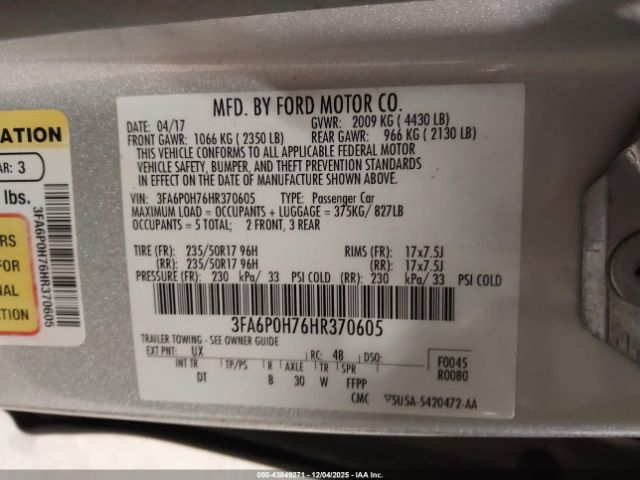 MFD. BY FORD MOTOR CO.
DATE: 04/17 GVWR: 2009 KG ( 4430 LB)
FRONT GAWR: 1066 KG ( 2350 LB) REAR GAWR: 966 KG ( 2130 LB)
THIS VEHICLE CONFORMS TO ALL APPLICABLE FEDERAL MOTOR
VEHICLE SAFETY, BUMPER, AND THEFT PREVENTION STANDARDS
IN EFFECT ON THE DATE OF MANUFACTURE SHOWN ABOVE.
VIN: 3FA6P0H76HR370605 TYPE: Passenger Car
MAXIMUM LOAD = OCCUPANTS + LUGGAGE = 375KG/ 827LB
OCCUPANTS = 5 TOTAL; 2 FRONT, 3 REAR
TIRE (FR): 235/50R17 96H RIMS (FR): 17x7.5J
(RR): 235/50R17 96H (RR): 17x7.5J
PRESSURE (FR): 230 kPa/ 33 PSI COLD (RR): 230 kPa/ 33 PSI COLD
3FA6P0H76HR370605
TRAILER TOWING - SEE OWNER GUIDE
EXT PNT: UX RC: 4B DSO: F0045
INT TR TP/PS R AXLE TR SPR R0080
DT B 30 W FFPP
CMC ▽5U5A-5420472-AA
ATION
AR: 3
lbs.
RS
FOR
NAL
TION
3FA6P0H76HR370605
000-43849271 - 12/04/2025 - IAA Inc.